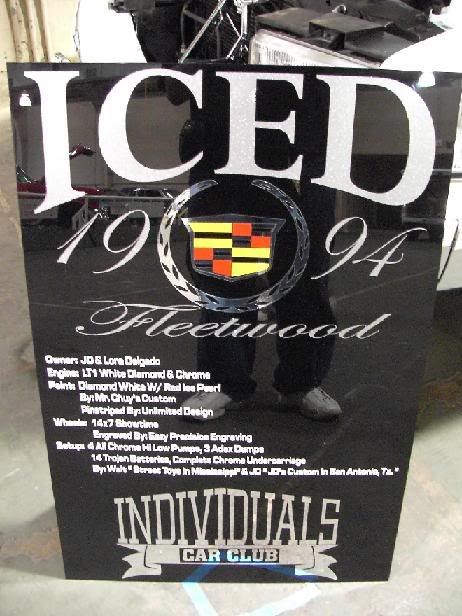 ICED
1994
Fleetwood
Owner: JD & Lora Delgado
Engine: LT1 White Diamond & Chrome
Paint: Diamond White W/ Red Ice Pearl
By: Mr. Chuy's Custom
Pinstriped By: Unlimited Design
Wheels: 14x7 Showtime
Engraved By: Easy Precision Engraving
Setup: 4 All Chrome Hi Low Pumps, 3 Adex Dumps
14 Trojan Batteries, Complete Chrome Undercarriage
By: Walt " Street Toys in Mississippi" & JD " JD's Custom in San Antonio, Tx. "
INDIVIDUALS
CAR CLUB